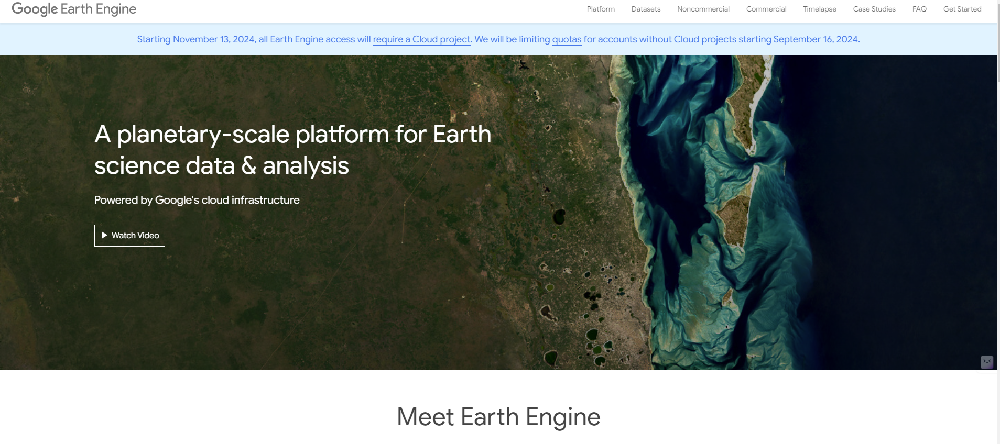 Google Earth Engine
Platform
Datasets
Noncommercial
Commercial
Timelapse
Case Studies
FAQ
Get Started
Starting November 13, 2024, all Earth Engine access will require a Cloud project. We will be limiting quotas for accounts without Cloud projects starting September 16, 2024.
A planetary-scale platform for Earth
science data & analysis
Powered by Google's cloud infrastructure
Watch Video
Meet Earth Engine